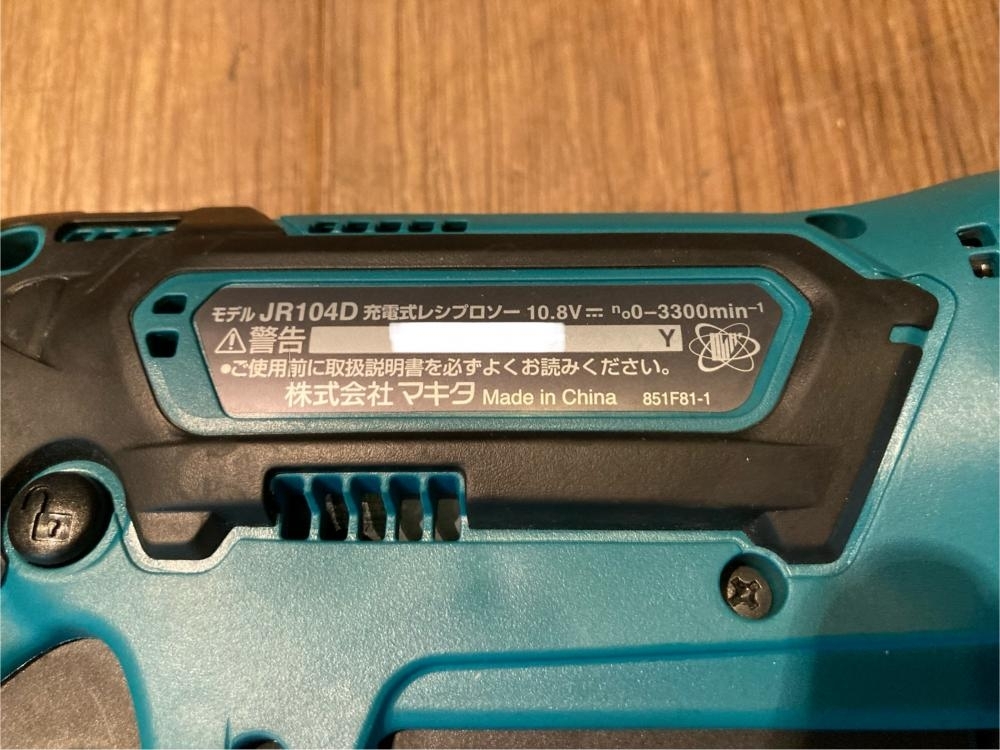 モデル JR104D 充電式レシプロソー 10.8V⎓ n₀0-3300min⁻¹
⚠警告 Y
●ご使用前に取扱説明書を必ずよくお読みください。
株式会社 マキタ Made in China 851F81-1